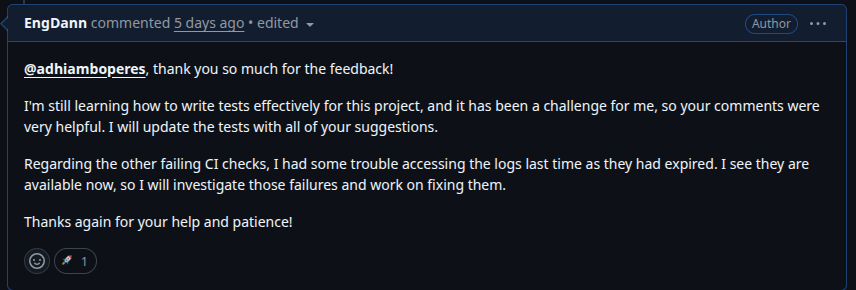 EngDann commented 5 days ago • edited
Author
@adhiamboperes, thank you so much for the feedback!
I'm still learning how to write tests effectively for this project, and it has been a challenge for me, so your comments were
very helpful. I will update the tests with all of your suggestions.
Regarding the other failing CI checks, I had some trouble accessing the logs last time as they had expired. I see they are
available now, so I will investigate those failures and work on fixing them.
Thanks again for your help and patience!
1